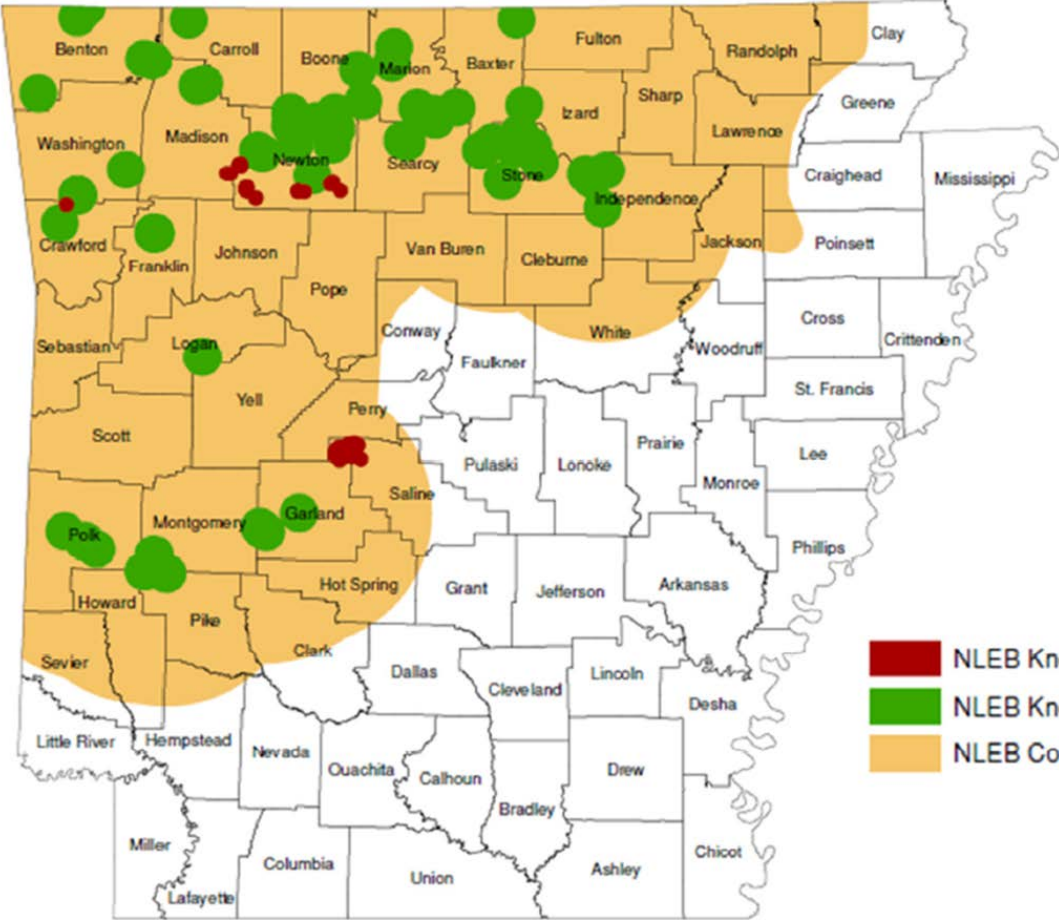 Benton
Carroll
Boone
Marion
Baxter
Fulton
Randolph
Clay
Washington
Madison
Newton
Searcy
Stone
Izard
Sharp
Lawrence
Greene
Independence
Craighead
Mississippi
Crawford
Franklin
Johnson
Pope
Van Buren
Cleburne
Jackson
Poinsett
Sebastian
Logan
Conway
Faulkner
White
Woodruff
Cross
Crittenden
Scott
Yell
Perry
Pulaski
Lonoke
Prairie
Monroe
St. Francis
Lee
Polk
Montgomery
Garland
Saline
Phillips
Howard
Pike
Hot Spring
Grant
Jefferson
Arkansas
Sevier
Clark
Dallas
Cleveland
Lincoln
Desha
NLEB Kn
NLEB Kn
NLEB Co
Little River
Hempstead
Nevada
Ouachita
Calhoun
Bradley
Drew
Miller
Lafayette
Columbia
Union
Ashley
Chicot